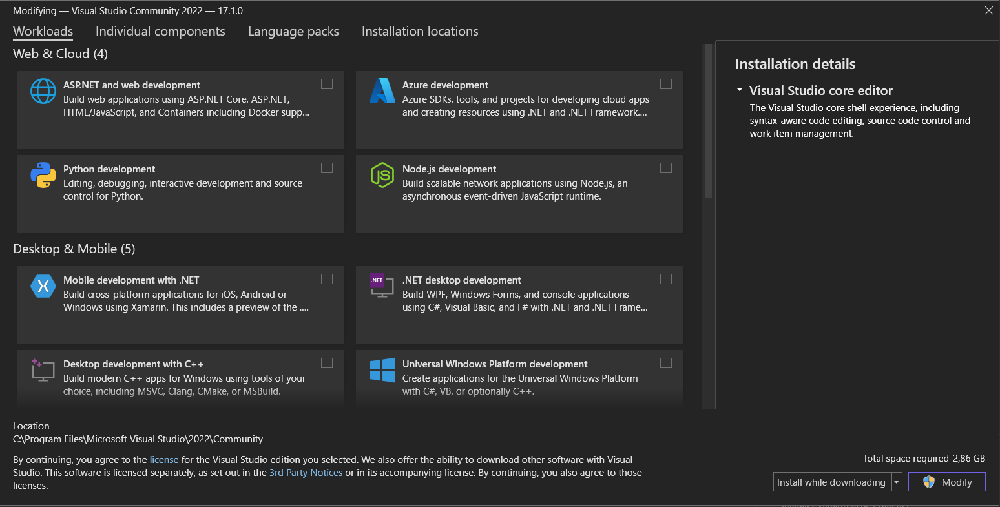 Modifying — Visual Studio Community 2022 — 17.1.0
Workloads Individual components Language packs Installation locations
Web & Cloud (4)
ASP.NET and web development
Build web applications using ASP.NET Core, ASP.NET,
HTML/JavaScript, and Containers including Docker supp...
Azure development
Azure SDKs, tools, and projects for developing cloud apps
and creating resources using .NET and .NET Framework....
Python development
Editing, debugging, interactive development and source
control for Python.
Node.js development
Build scalable network applications using Node.js, an
asynchronous event-driven JavaScript runtime.
Desktop & Mobile (5)
Mobile development with .NET
Build cross-platform applications for iOS, Android or
Windows using Xamarin. This includes a preview of the ....
.NET
.NET desktop development
Build WPF, Windows Forms, and console applications
using C#, Visual Basic, and F# with .NET and .NET Frame...
Desktop development with C++
Build modern C++ apps for Windows using tools of your
choice, including MSVC, Clang, CMake, or MSBuild.
Universal Windows Platform development
Create applications for the Universal Windows Platform
with C#, VB, or optionally C++.
Installation details
Visual Studio core editor
The Visual Studio core shell experience, including
syntax-aware code editing, source code control and
work item management.
Location
C:\Program Files\Microsoft Visual Studio\2022\Community
By continuing, you agree to the license for the Visual Studio edition you selected. We also offer the ability to download other software with Visual
Studio. This software is licensed separately, as set out in the 3rd Party Notices or in its accompanying license. By continuing, you also agree to those
licenses.
Total space required 2,86 GB
Install while downloading
Modify